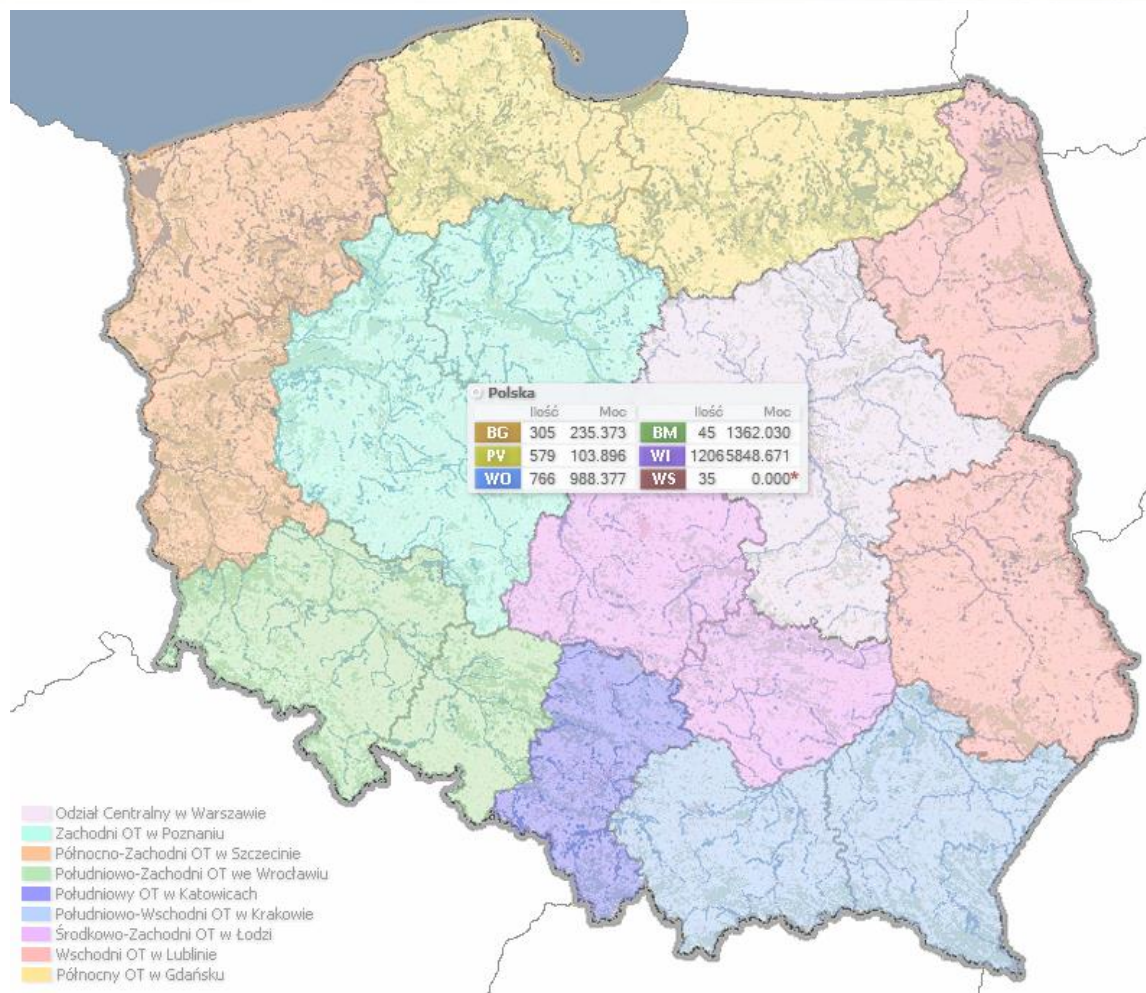 Polska
Ilość Moc Ilość Moc
BG 305 235.373 BM 45 1362.030
PV 579 103.896 WI 1206 5848.671
WO 766 988.377 WS 35 0.000*
Odział Centralny w Warszawie
Zachodni OT w Poznaniu
Północno-Zachodni OT w Szczecinie
Południowo-Zachodni OT we Wrocławiu
Południowy OT w Katowicach
Południowo-Wschodni OT w Krakowie
Środkowo-Zachodni OT w Łodzi
Wschodni OT w Lublinie
Północny OT w Gdańsku